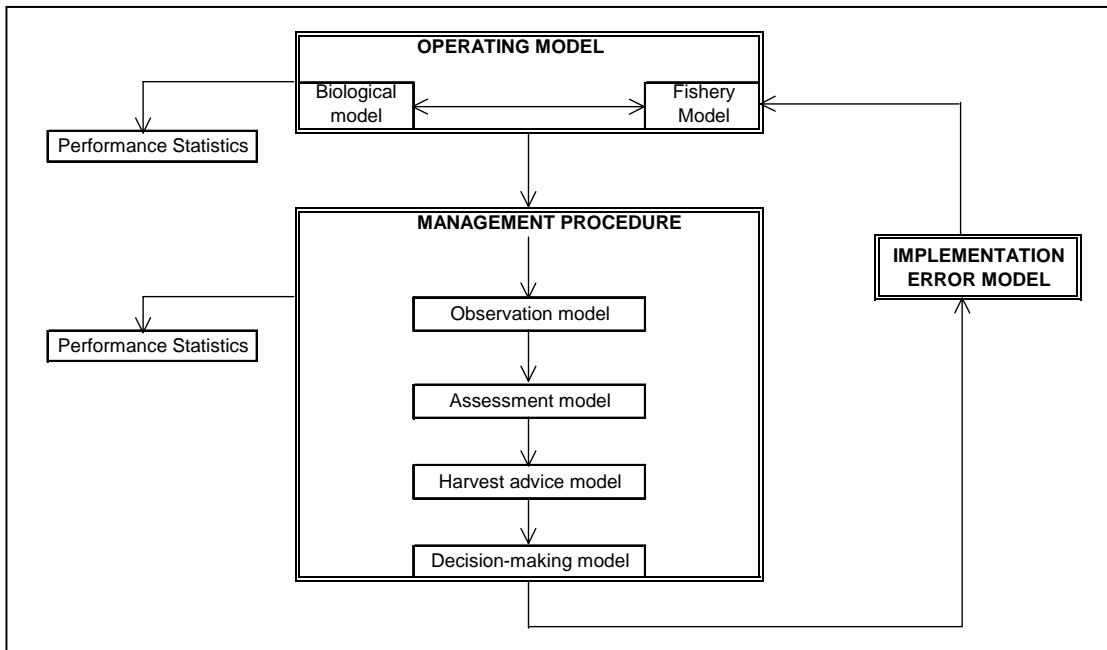 OPERATING MODEL
Biological
model
Fishery
Model
Performance Statistics
MANAGEMENT PROCEDURE
IMPLEMENTATION
ERROR MODEL
Observation model
Performance Statistics
Assessment model
Harvest advice model
Decision-making model